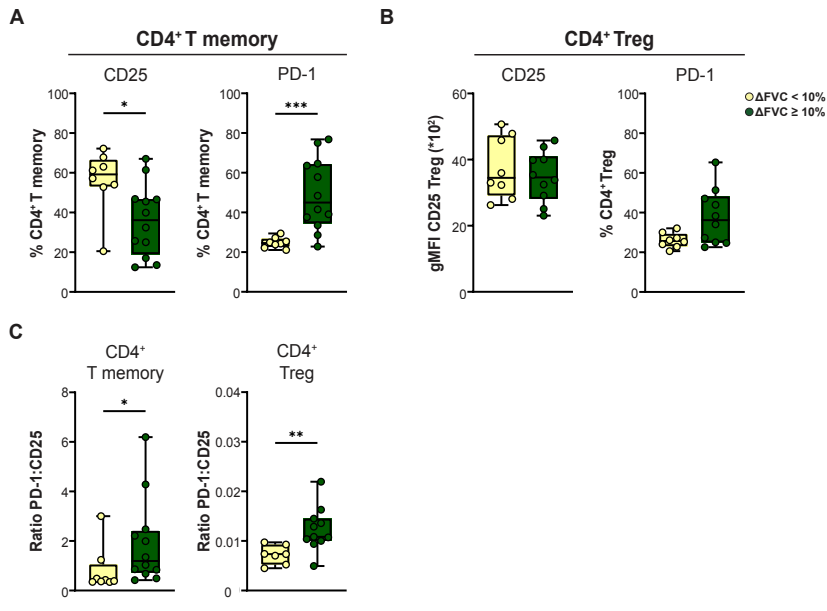 A
CD4⁺ T memory
CD25
PD-1
% CD4⁺ T memory
100
80
60
40
20
0
*
% CD4⁺ T memory
100
80
60
40
20
0
***
B
CD4⁺ Treg
CD25
PD-1
gMFI CD25 Treg (*10²)
60
40
20
0
% CD4⁺ Treg
100
80
60
40
20
0
ΔFVC < 10%
ΔFVC ≥ 10%
C
CD4⁺
T memory
Ratio PD-1:CD25
8
6
4
2
0
*
CD4⁺
Treg
Ratio PD-1:CD25
0.04
0.03
0.02
0.01
0
**